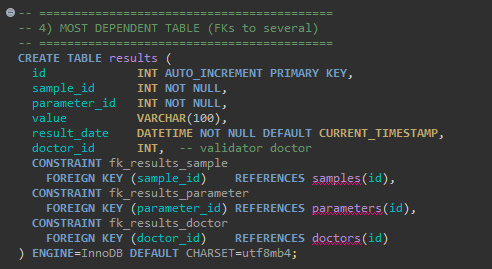 -- ==========================================
-- 4) MOST DEPENDENT TABLE (FKs to several)
-- ==========================================
CREATE TABLE results (
  id             INT AUTO_INCREMENT PRIMARY KEY,
  sample_id      INT NOT NULL,
  parameter_id   INT NOT NULL,
  value          VARCHAR(100),
  result_date    DATETIME NOT NULL DEFAULT CURRENT_TIMESTAMP,
  doctor_id      INT,  -- validator doctor
  CONSTRAINT fk_results_sample
    FOREIGN KEY (sample_id)    REFERENCES samples(id),
  CONSTRAINT fk_results_parameter
    FOREIGN KEY (parameter_id) REFERENCES parameters(id),
  CONSTRAINT fk_results_doctor
    FOREIGN KEY (doctor_id)    REFERENCES doctors(id)
) ENGINE=InnoDB DEFAULT CHARSET=utf8mb4;